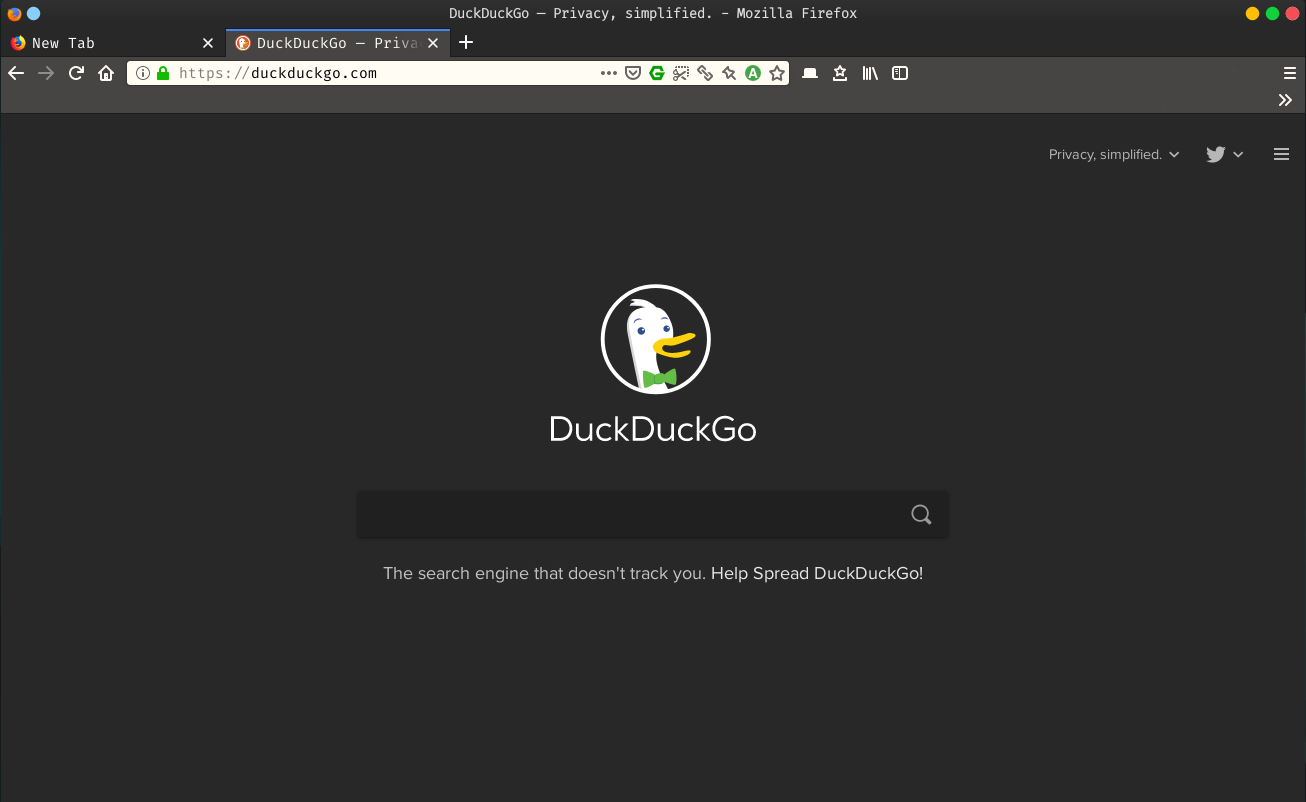 DuckDuckGo — Privacy, simplified. - Mozilla Firefox
New Tab
DuckDuckGo — Priva
https://duckduckgo.com
Privacy, simplified.
DuckDuckGo
The search engine that doesn't track you. Help Spread DuckDuckGo!